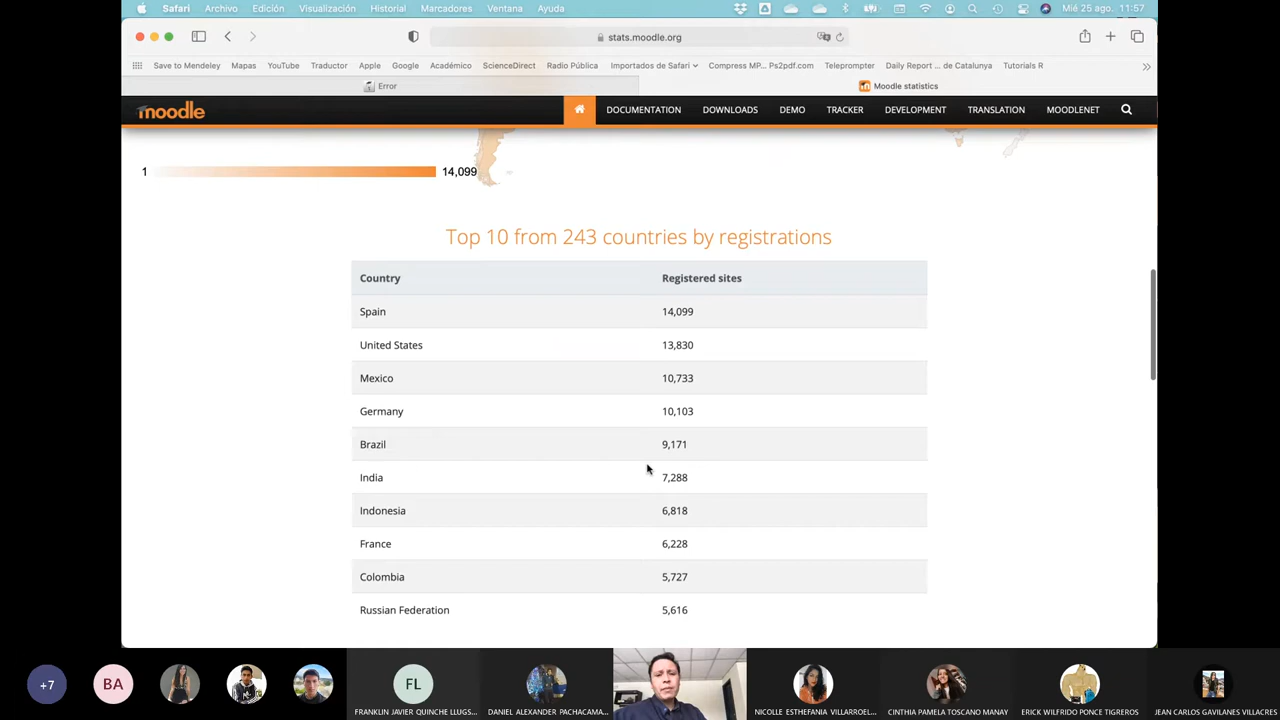 Safari Archivo Edición Visualización Historial Marcadores Ventana Ayuda Mié 25 ago. 11:57
stats.moodle.org
Save to Mendeley Mapas YouTube Traductor Apple Google Académico ScienceDirect Radio Pública Importados de Safari Compress MP... Ps2pdf.com Teleprompter Daily Report ... de Catalunya Tutorials R
Error Moodle statistics
moodle DOCUMENTATION DOWNLOADS DEMO TRACKER DEVELOPMENT TRANSLATION MOODLENET
1 14,099
Top 10 from 243 countries by registrations
Country Registered sites
Spain 14,099
United States 13,830
Mexico 10,733
Germany 10,103
Brazil 9,171
India 7,288
Indonesia 6,818
France 6,228
Colombia 5,727
Russian Federation 5,616
+7 BA FL
FRANKLIN JAVIER QUINCHE LLUGS... DANIEL ALEXANDER PACHACAMA... NICOLLE ESTHEFANIA VILLARROEL... CINTHIA PAMELA TOSCANO MANAY ERICK WILFRIDO PONCE TIGREROS JEAN CARLOS GAVILANES VILLACRES